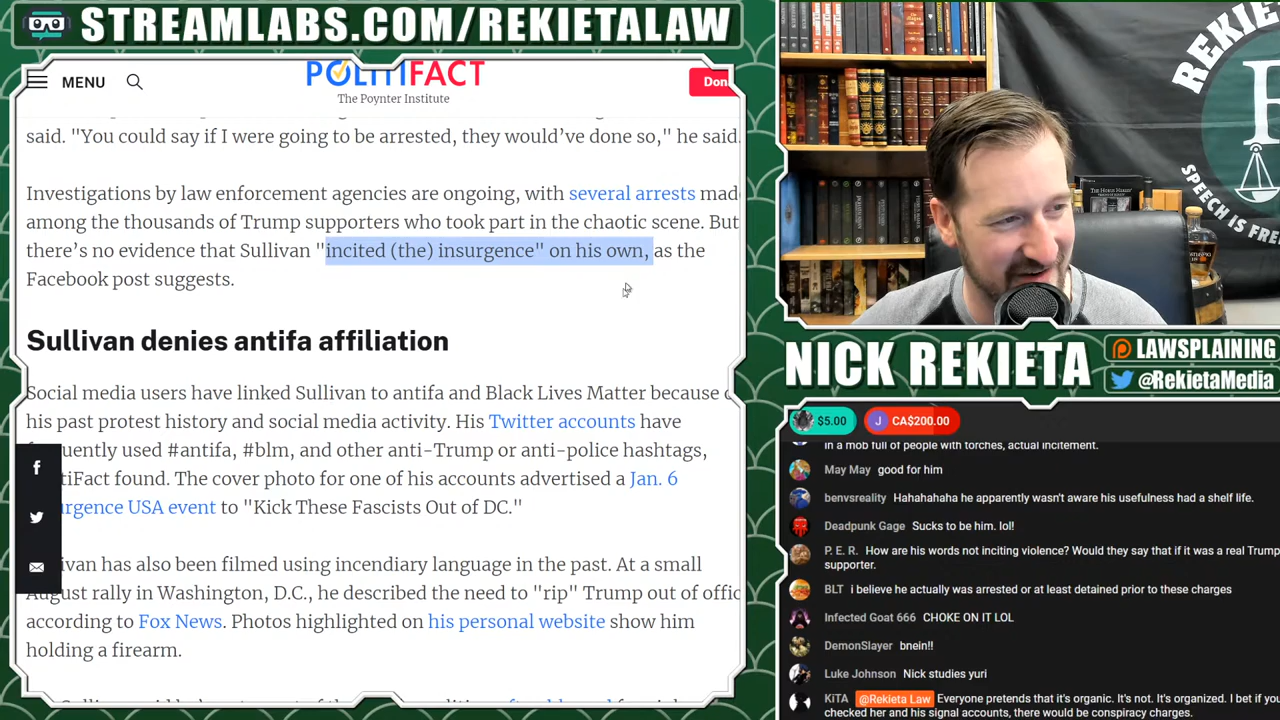 STREAMLABS.COM/REKIETALAW
MENU
POLITIFACT
The Poynter Institute
Don
said. "You could say if I were going to be arrested, they would’ve done so," he said.
Investigations by law enforcement agencies are ongoing, with several arrests made
among the thousands of Trump supporters who took part in the chaotic scene. But
there’s no evidence that Sullivan "incited (the) insurgence" on his own, as the
Facebook post suggests.
Sullivan denies antifa affiliation
Social media users have linked Sullivan to antifa and Black Lives Matter because
his past protest history and social media activity. His Twitter accounts have
quently used #antifa, #blm, and other anti-Trump or anti-police hashtags,
tiFact found. The cover photo for one of his accounts advertised a Jan. 6
urgence USA event to "Kick These Fascists Out of DC."
ivan has also been filmed using incendiary language in the past. At a small
August rally in Washington, D.C., he described the need to "rip" Trump out of offic
according to Fox News. Photos highlighted on his personal website show him
holding a firearm.
REKIETA
SPEECH IS FREE
NICK REKIETA
LAWSPLAINING
@RekietaMedia
$5.00
J CA$200.00
in a mob full of people with torches, actual incitement.
May May good for him
benvsreality Hahahahaha he apparently wasn't aware his usefulness had a shelf life.
Deadpunk Gage Sucks to be him. lol!
P. E. R. How are his words not inciting violence? Would they say that if it was a real Trump
supporter.
BLT i believe he actually was arrested or at least detained prior to these charges
Infected Goat 666 CHOKE ON IT LOL
DemonSlayer bnein!!
Luke Johnson Nick studies yuri
KiTA @Rekieta Law Everyone pretends that it's organic. It's not. It's organized. I bet if you
checked her and his signal accounts, there would be conspiracy charges.